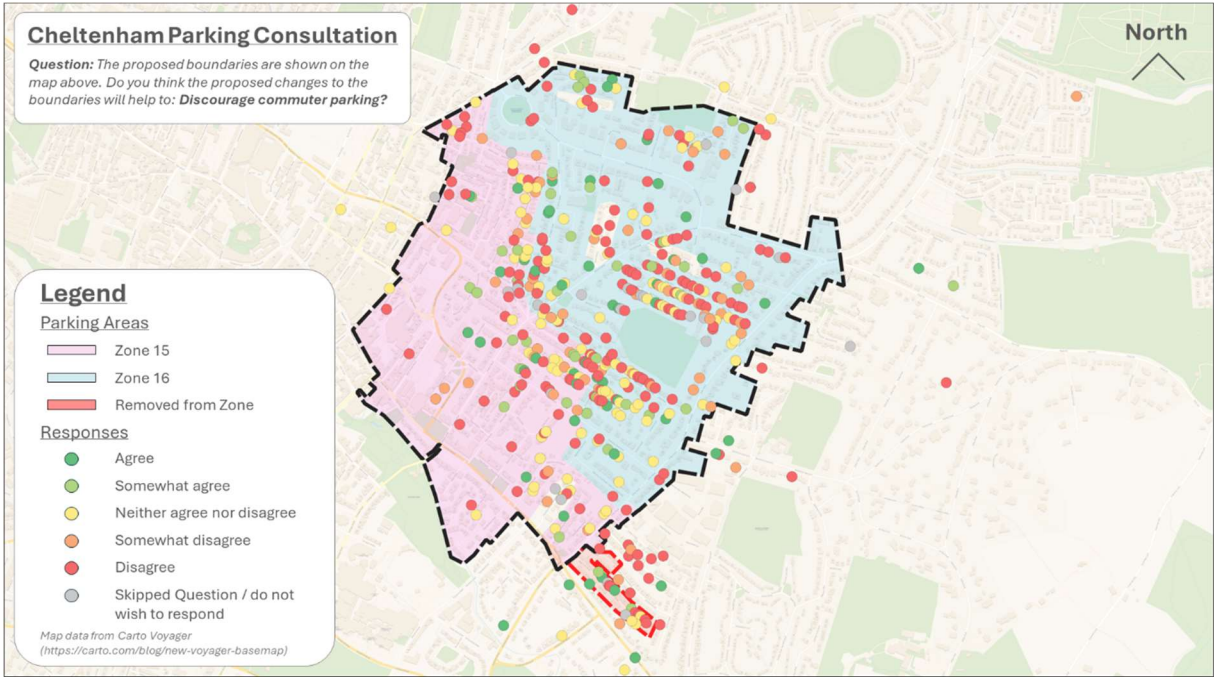 Cheltenham Parking Consultation
Question: The proposed boundaries are shown on the
map above. Do you think the proposed changes to the
boundaries will help to: Discourage commuter parking?
North
Legend
Parking Areas
Zone 15
Zone 16
Removed from Zone
Responses
Agree
Somewhat agree
Neither agree nor disagree
Somewhat disagree
Disagree
Skipped Question / do not
wish to respond
Map data from Carto Voyager
(https://carto.com/blog/new-voyager-basemap)